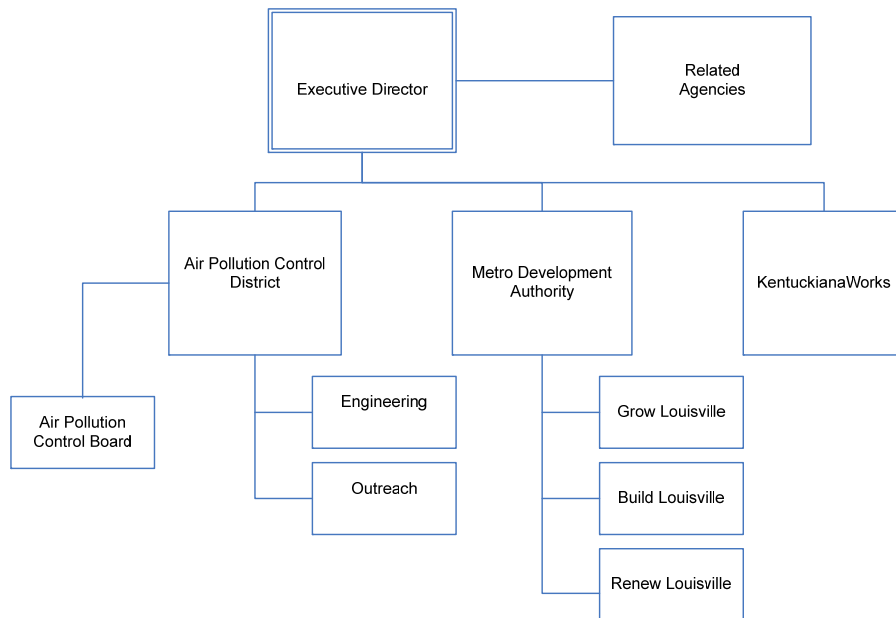 Executive Director
Related
Agencies
Air Pollution Control
District
Metro Development
Authority
KentuckianaWorks
Air Pollution
Control Board
Engineering
Outreach
Grow Louisville
Build Louisville
Renew Louisville